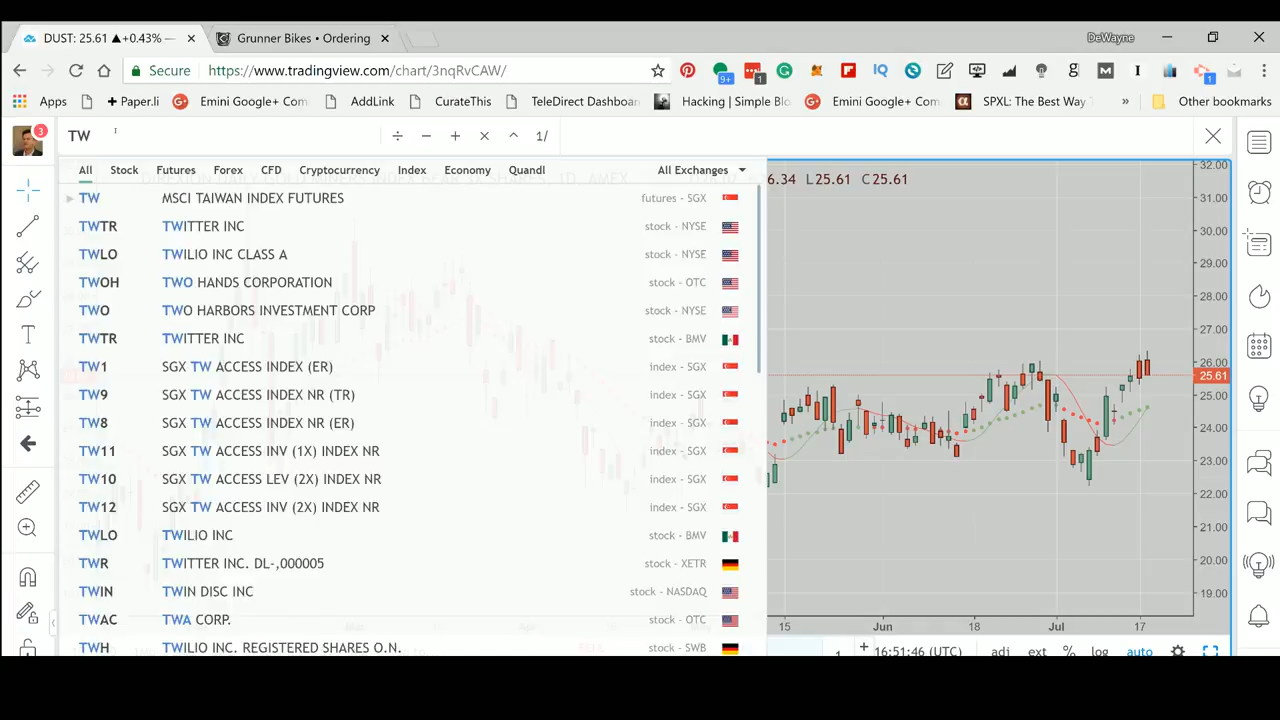 DUST: 25.61 ▲+0.43% —
Grunner Bikes – Ordering
DeWayne
Secure
https://www.tradingview.com/chart/3nqRvCAW/
9+
1
IQ
g
M
I
1
Apps
+ Paper.li
Emini Google+ Com
AddLink
CurateThis
TeleDirect Dashboar
Hacking | Simple Blo
Emini Google+ Com
SPXL: The Best Way
»
Other bookmarks
3
TW
÷ − + × ^ 1/
All Stock Futures Forex CFD Cryptocurrency Index Economy Quandl All Exchanges
6.34 L25.61 C25.61
TW MSCI TAIWAN INDEX FUTURES futures - SGX
TWTR TWITTER INC stock - NYSE
TWLO TWILIO INC CLASS A stock - NYSE
TWOH TWO HANDS CORPORATION stock - OTC
TWO TWO HARBORS INVESTMENT CORP stock - NYSE
TWTR TWITTER INC stock - BMV
TW1 SGX TW ACCESS INDEX (ER) index - SGX
TW9 SGX TW ACCESS INDEX NR (TR) index - SGX
TW8 SGX TW ACCESS INDEX NR (ER) index - SGX
TW11 SGX TW ACCESS INV (1X) INDEX NR index - SGX
TW10 SGX TW ACCESS LEV (2X) INDEX NR index - SGX
TW12 SGX TW ACCESS INV (2X) INDEX NR index - SGX
TWLO TWILIO INC stock - BMV
TWR TWITTER INC. DL-,000005 stock - XETR
TWIN TWIN DISC INC stock - NASDAQ
TWAC TWA CORP. stock - OTC
TWH TWILIO INC. REGISTERED SHARES O.N. stock - SWB
32.00
31.00
30.00
29.00
28.00
27.00
26.00
25.61
25.00
24.00
23.00
22.00
21.00
20.00
19.00
15 Jun 18 Jul 17
16:51:46 (UTC) adj ext % log auto